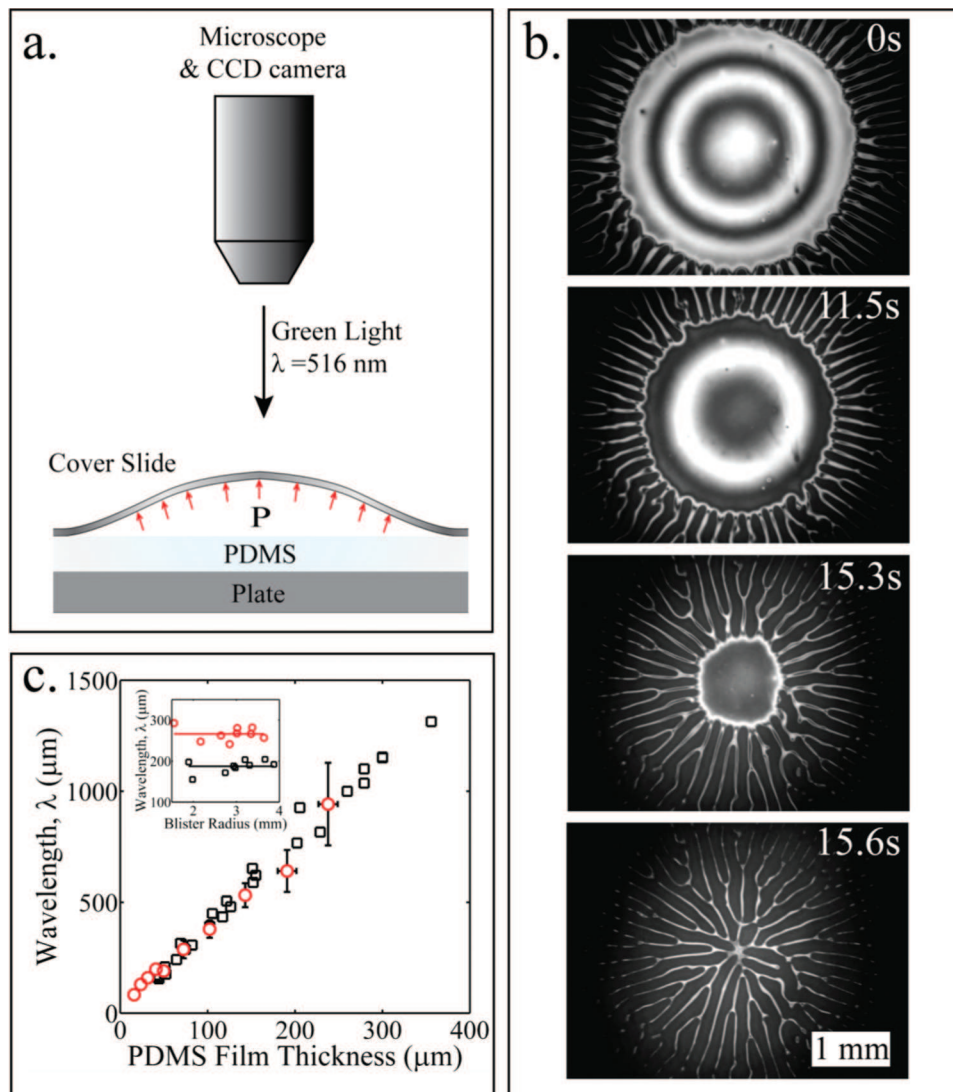 a.
Microscope
& CCD camera
Green Light
λ =516 nm
Cover Slide
P
PDMS
Plate
b.
0s
11.5s
15.3s
15.6s
1 mm
c.
Wavelength, λ (μm)
1500
1000
500
0
0 100 200 300 400
PDMS Film Thickness (μm)
Wavelength, λ (μm)
300
200
100
2 3 4
Blister Radius (mm)